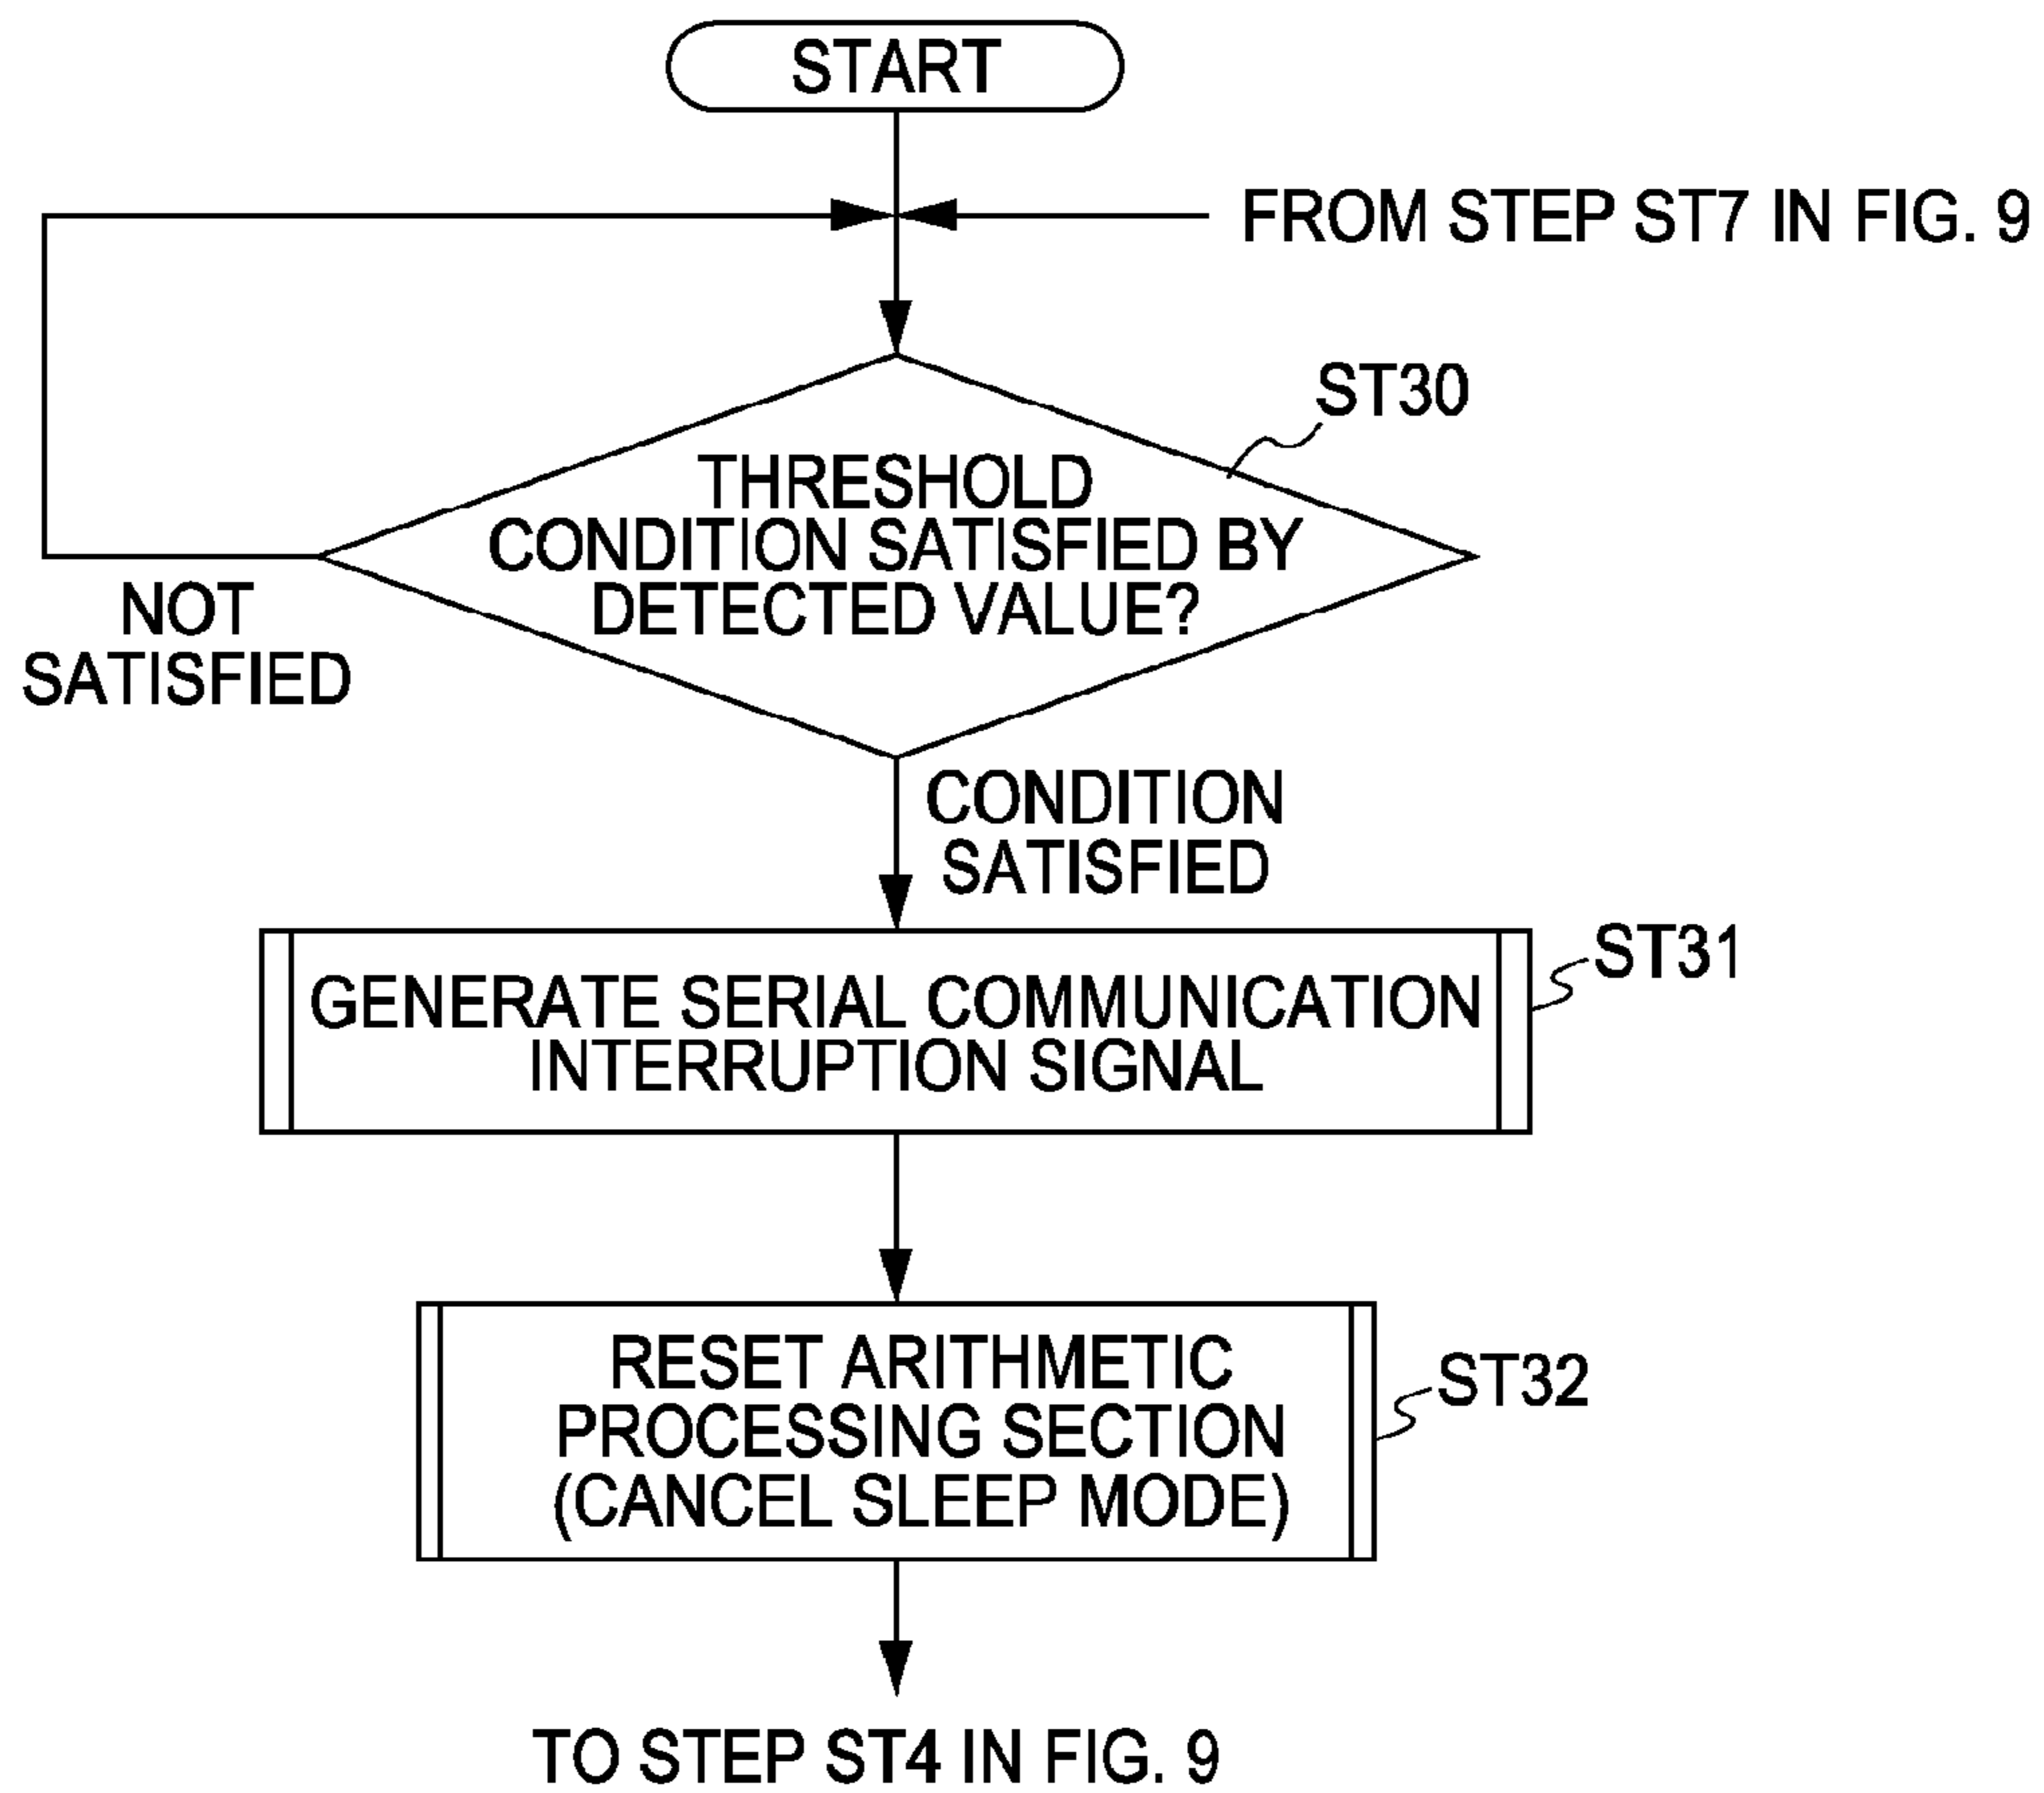 START
FROM STEP ST7 IN FIG. 9
ST30
THRESHOLD
CONDITION SATISFIED BY
DETECTED VALUE?
NOT
SATISFIED
CONDITION
SATISFIED
ST31
GENERATE SERIAL COMMUNICATION
INTERRUPTION SIGNAL
RESET ARITHMETIC
PROCESSING SECTION
(CANCEL SLEEP MODE)
ST32
TO STEP ST4 IN FIG. 9